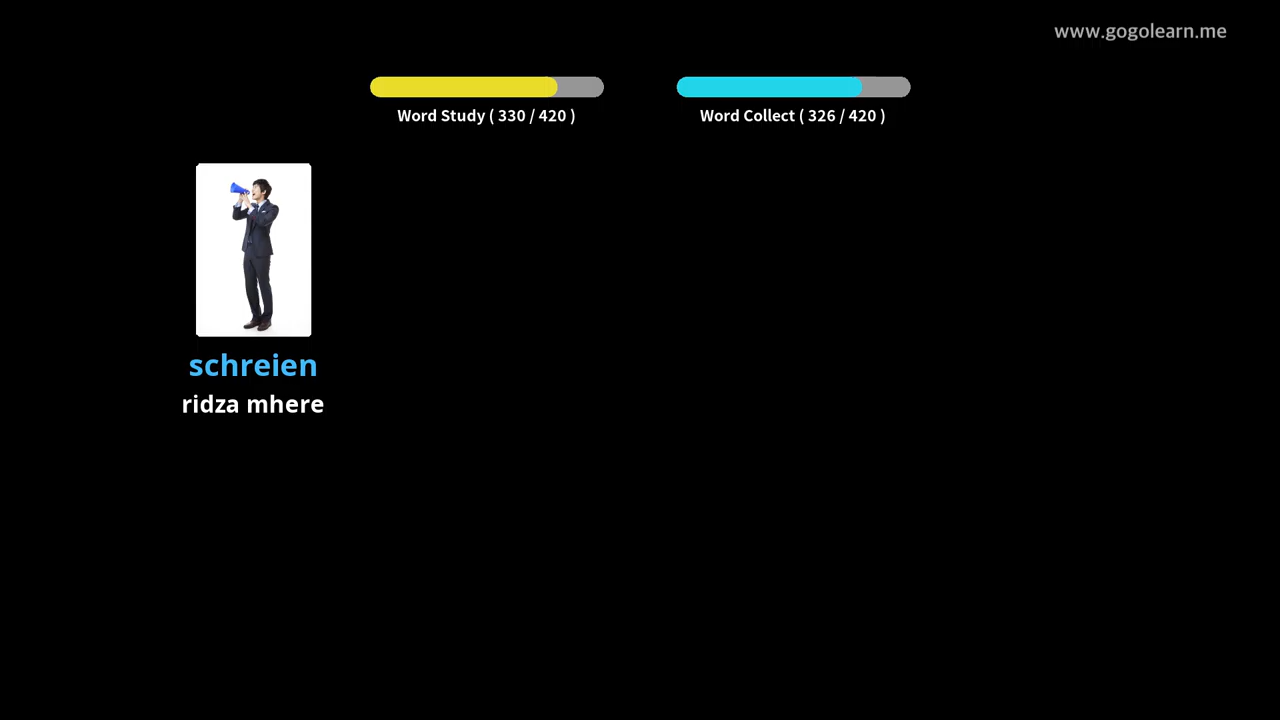 www.gogolearn.me
Word Study ( 330 / 420 )
Word Collect ( 326 / 420 )
schreien
ridza mhere